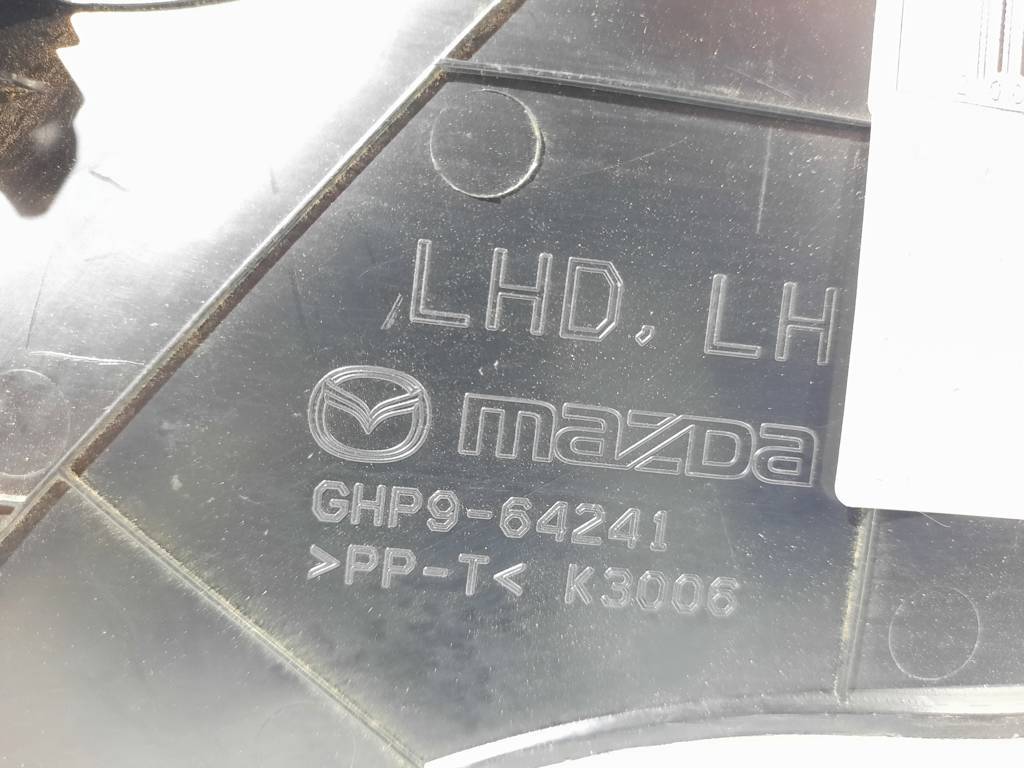 LHD, LH
mazda
GHP9-64241
>PP-T< K3006